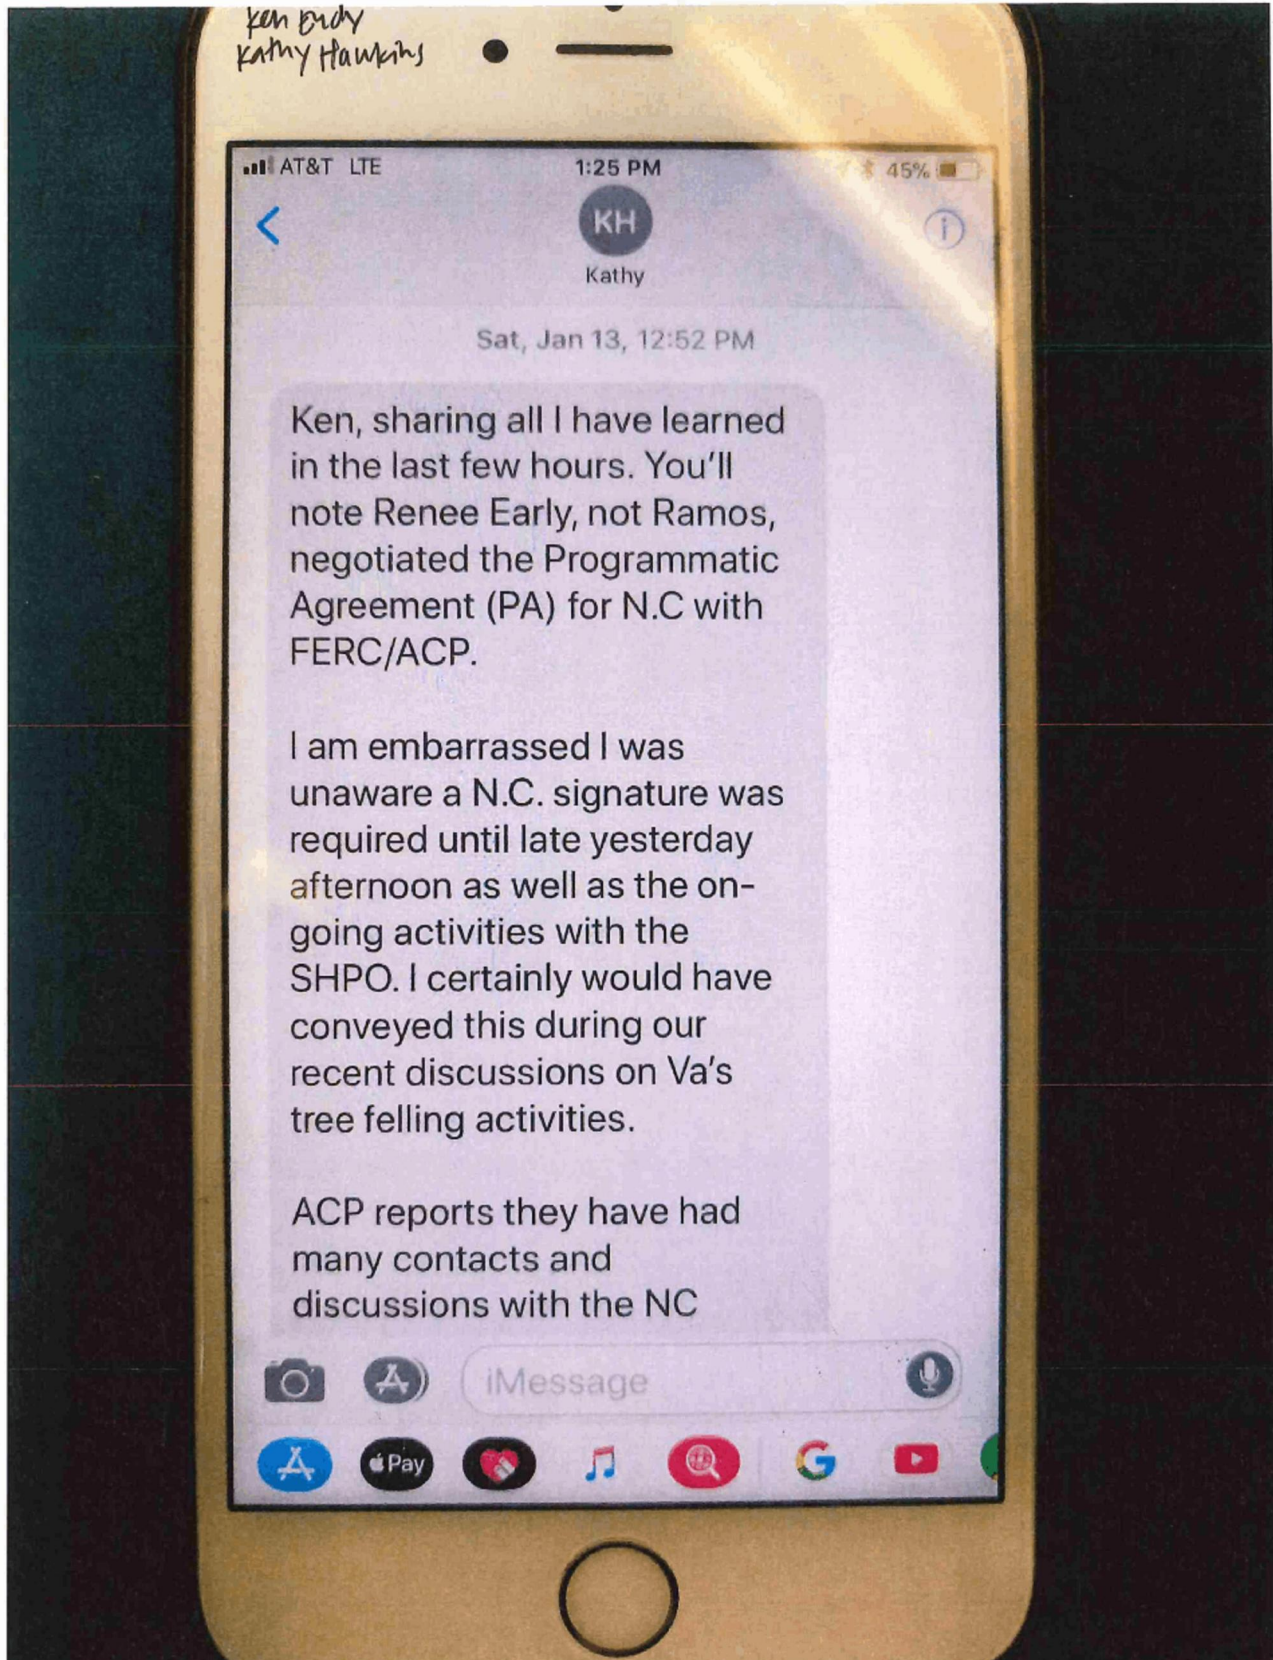 Ken Eudy
Kathy Hawkins
AT&T LTE
1:25 PM
45%
KH
Kathy
Sat, Jan 13, 12:52 PM
Ken, sharing all I have learned
in the last few hours. You'll
note Renee Early, not Ramos,
negotiated the Programmatic
Agreement (PA) for N.C with
FERC/ACP.
I am embarrassed I was
unaware a N.C. signature was
required until late yesterday
afternoon as well as the on-
going activities with the
SHPO. I certainly would have
conveyed this during our
recent discussions on Va's
tree felling activities.
ACP reports they have had
many contacts and
discussions with the NC
iMessage
Pay
G